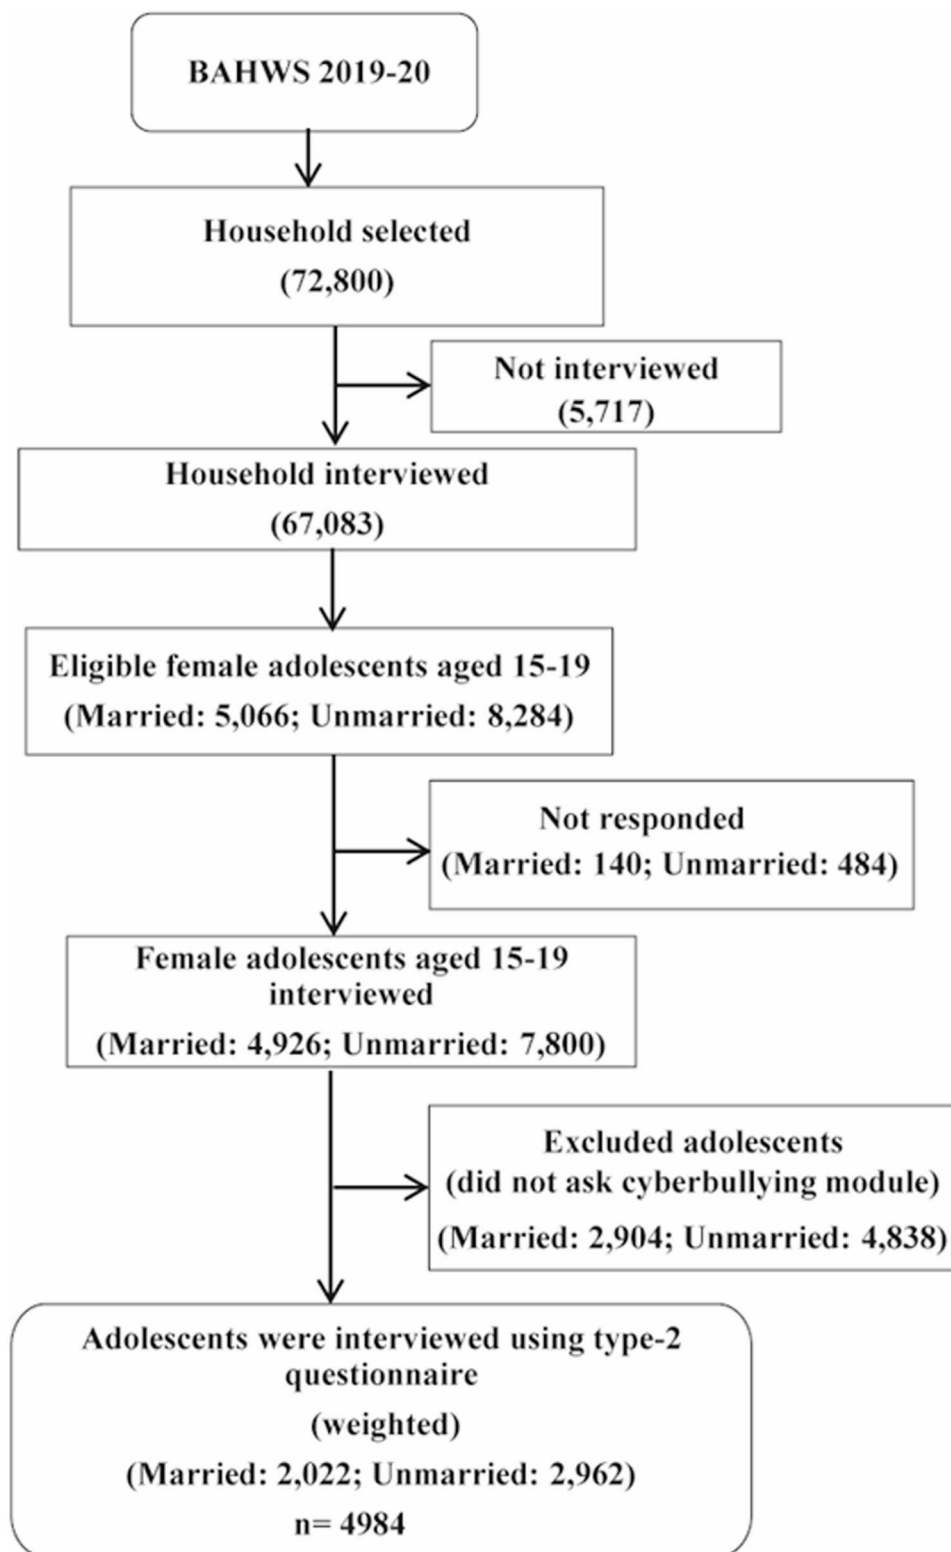 BAHWS 2019-20
Household selected
(72,800)
Not interviewed
(5,717)
Household interviewed
(67,083)
Eligible female adolescents aged 15-19
(Married: 5,066; Unmarried: 8,284)
Not responded
(Married: 140; Unmarried: 484)
Female adolescents aged 15-19
interviewed
(Married: 4,926; Unmarried: 7,800)
Excluded adolescents
(did not ask cyberbullying module)
(Married: 2,904; Unmarried: 4,838)
Adolescents were interviewed using type-2
questionnaire
(weighted)
(Married: 2,022; Unmarried: 2,962)
n= 4984